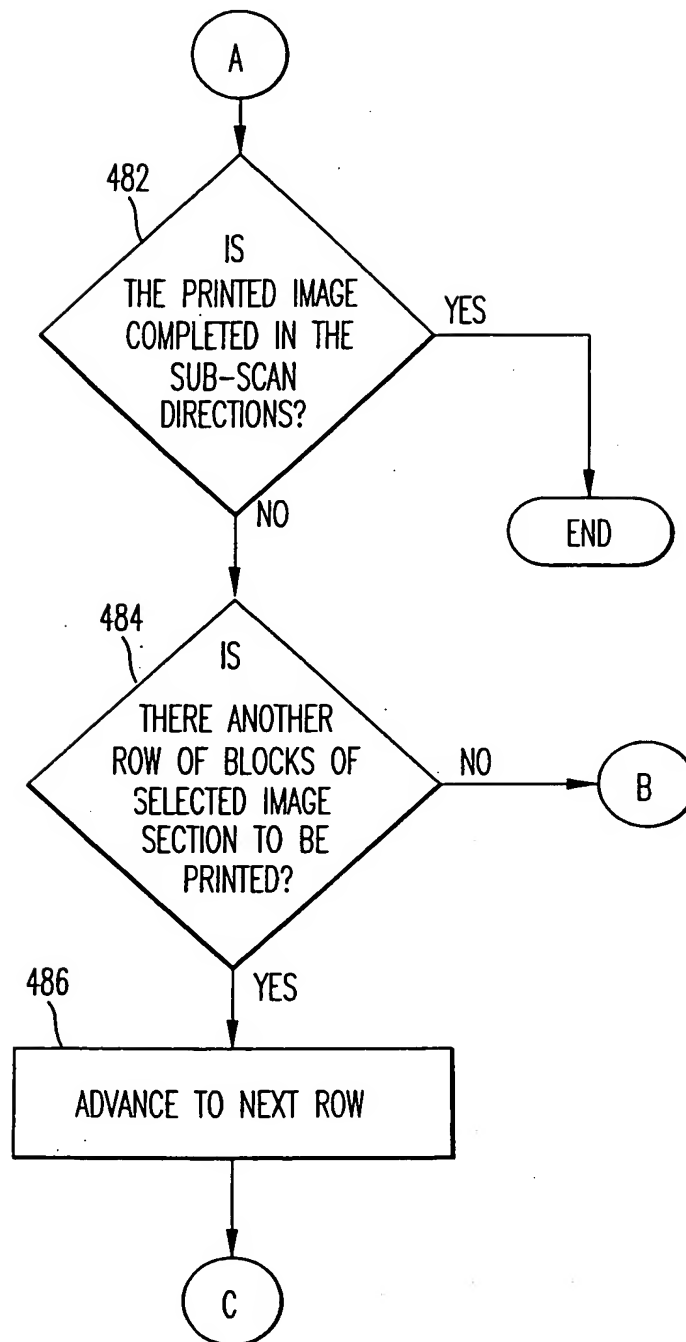 A
482
IS
THE PRINTED IMAGE
COMPLETED IN THE
SUB-SCAN
DIRECTIONS?
YES
END
NO
484
IS
THERE ANOTHER
ROW OF BLOCKS OF
SELECTED IMAGE
SECTION TO BE
PRINTED?
NO
B
YES
486
ADVANCE TO NEXT ROW
C